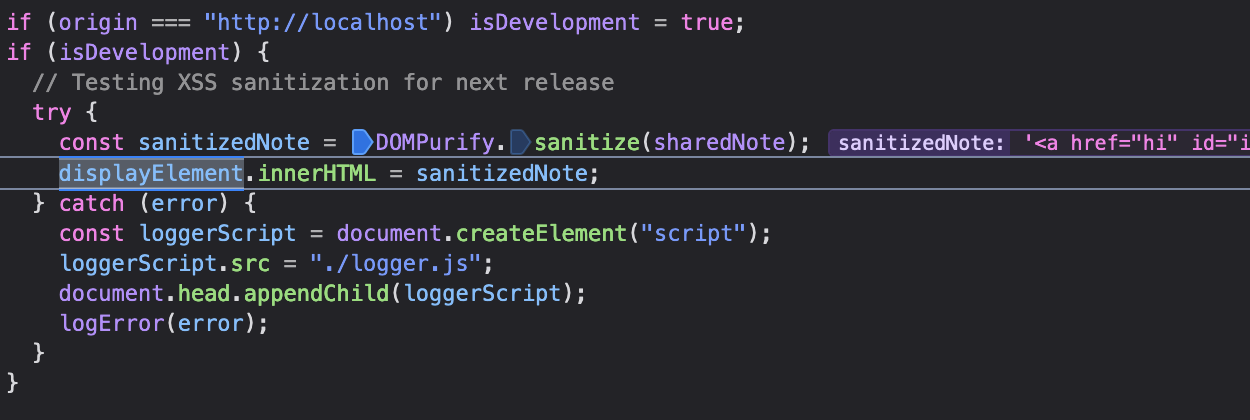 if (origin === "http://localhost") isDevelopment = true;
if (isDevelopment) {
// Testing XSS sanitization for next release
try {
const sanitizedNote = DOMPurify.sanitize(sharedNote); sanitizedNote: '<a href="hi" id="i
displayElement.innerHTML = sanitizedNote;
} catch (error) {
const loggerScript = document.createElement("script");
loggerScript.src = "./logger.js";
document.head.appendChild(loggerScript);
logError(error);
}
}